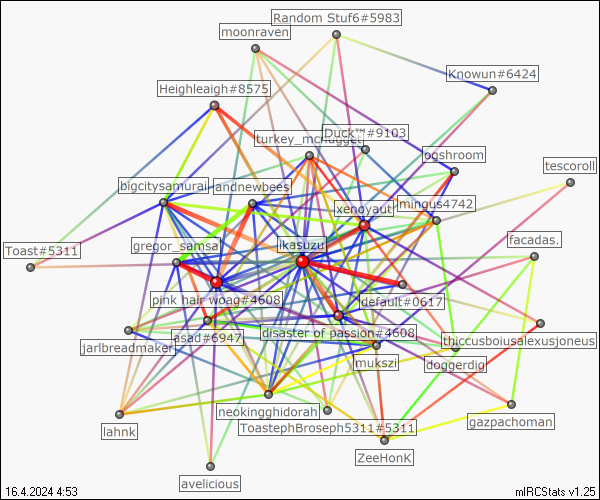 Random Stuf6#5983
moonraven
Knowun#6424
Heighleigh#8575
Duck™#9103
turkey_mcnugget
ogshroom
tescoroll
bigcitysamurai
andnewbees
mingus4742
xenoyaut
Toast#5311
gregor_samsa
ikasuzu
facadas.
pink hair woag#4608
default#0617
asad#6947
disaster of passion#4608
thiccusboiusalexusjoneus
jarlbreadmaker
mukszi
doggerdig
neokingghidorah
gazpachoman
lahnk
ToastephBroseph5311#5311
ZeeHonK
avelicious
16.4.2024 4:53
mIRCStats v1.25